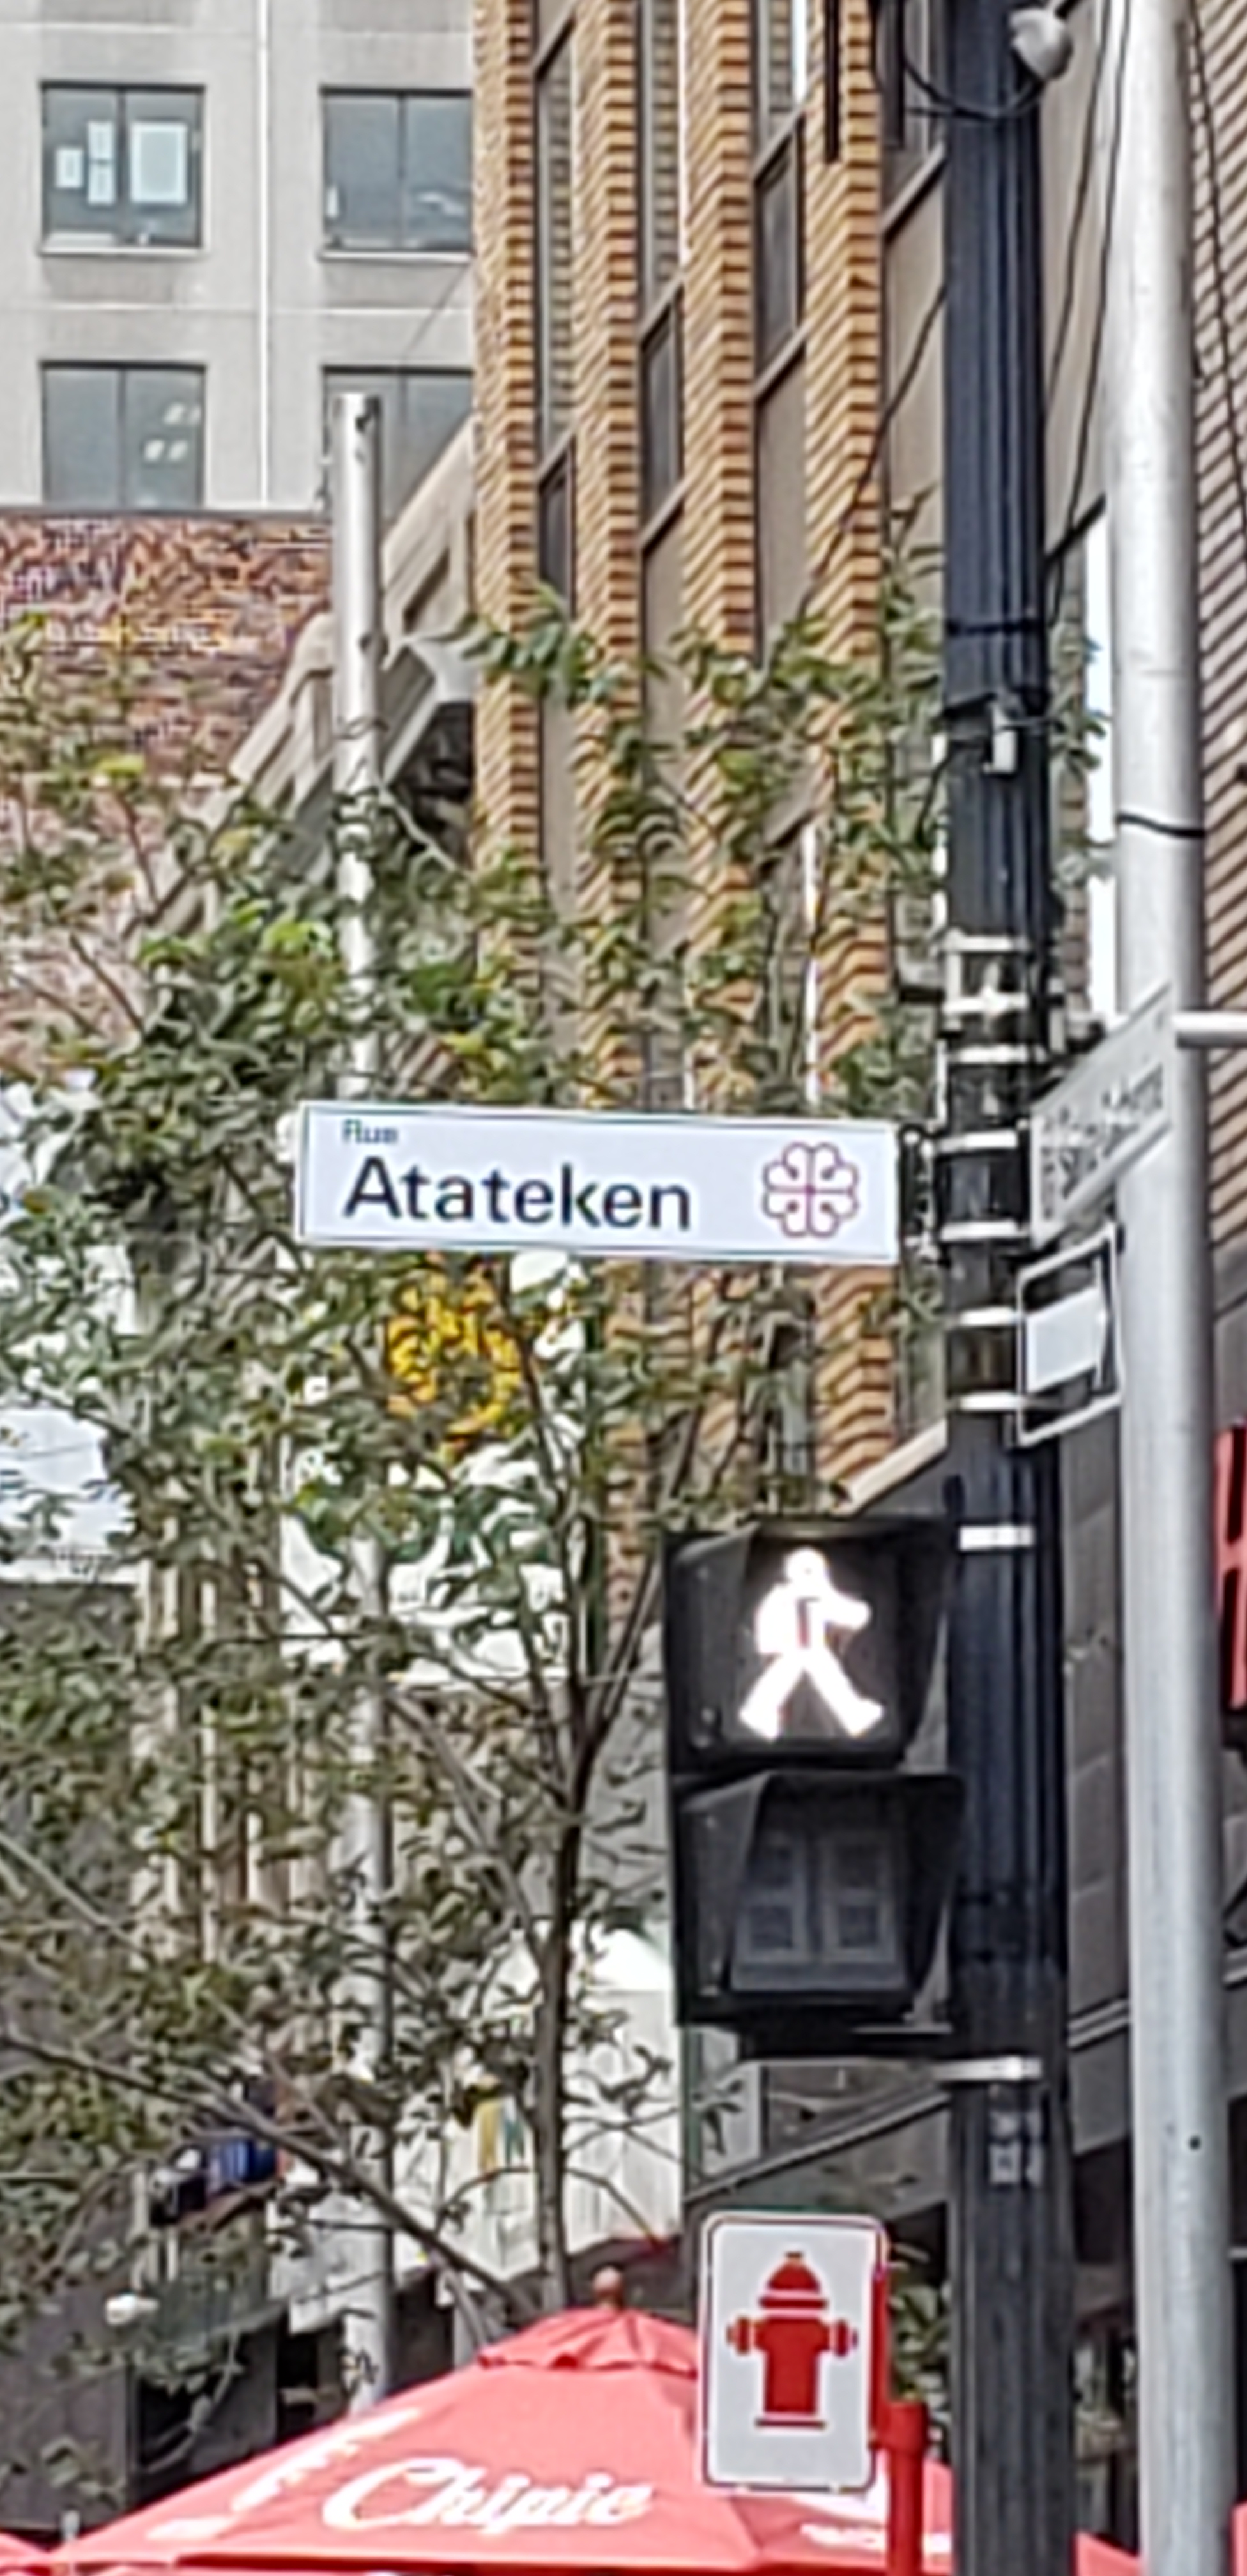 Rue
Atateken
Chipie